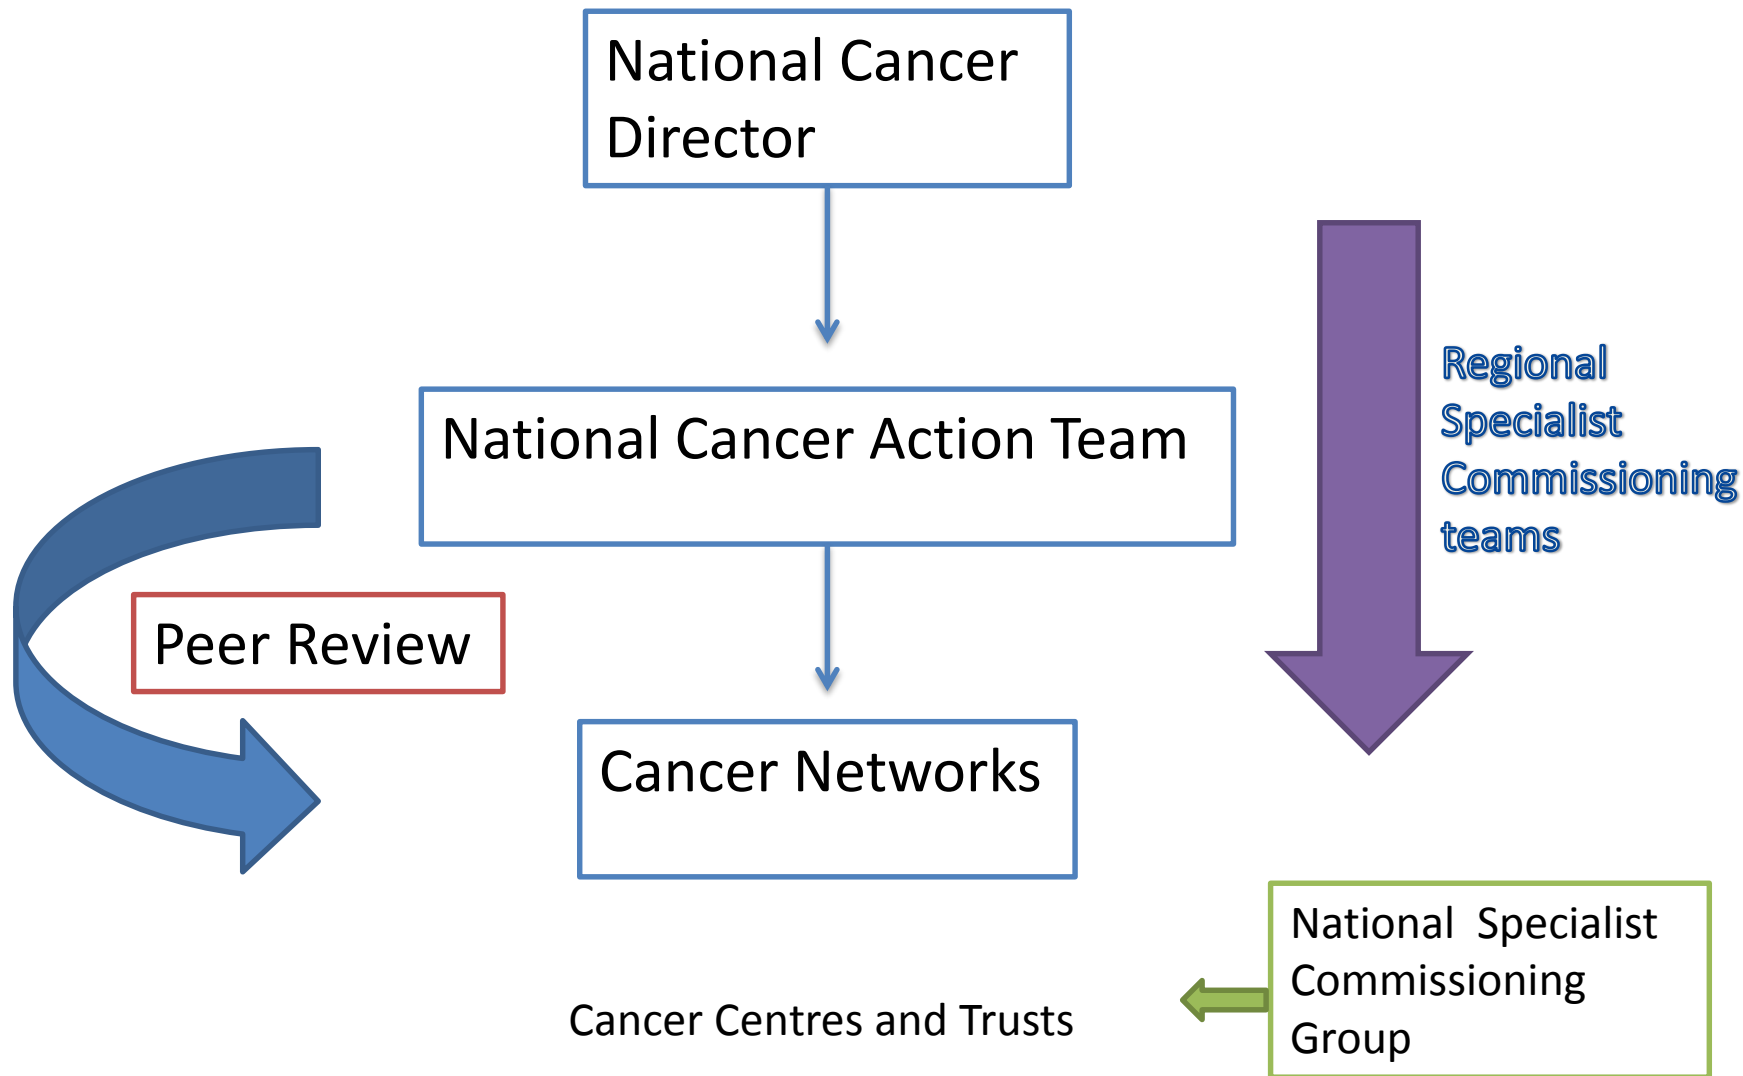 National Cancer
Director
National Cancer Action Team
Regional
Specialist
Commissioning
teams
Peer Review
Cancer Networks
National Specialist
Commissioning
Group
Cancer Centres and Trusts